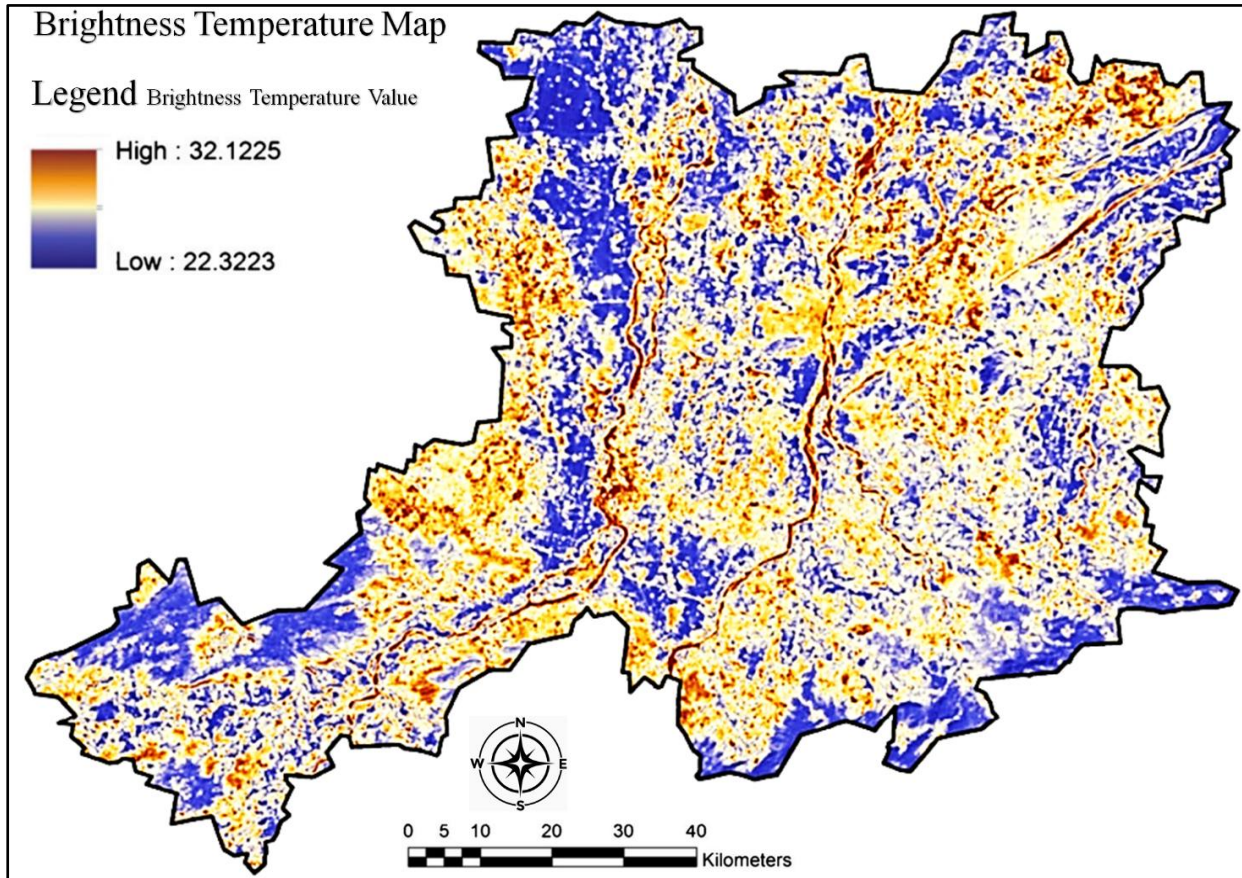 Brightness Temperature Map
Legend Brightness Temperature Value
High : 32.1225
Low : 22.3223
N
W E
S
0 5 10 20 30 40
Kilometers